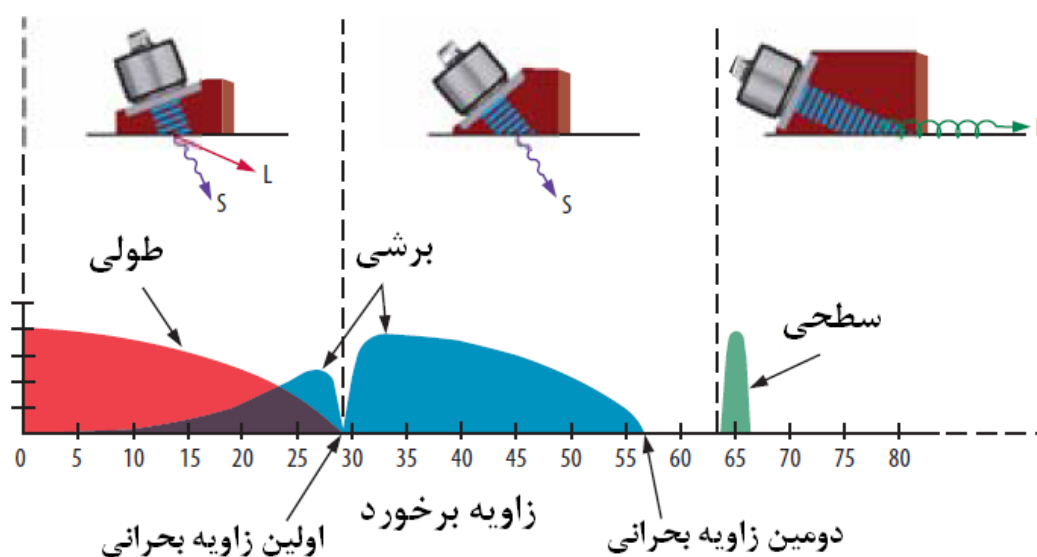 L
S
S
طولی
برشی
سطحی
0 5 10 15 20 25 30 35 40 45 50 55 60 65 70 75 80
زاویه برخورد
اولین زاویه بحرانی
دومین زاویه بحرانی